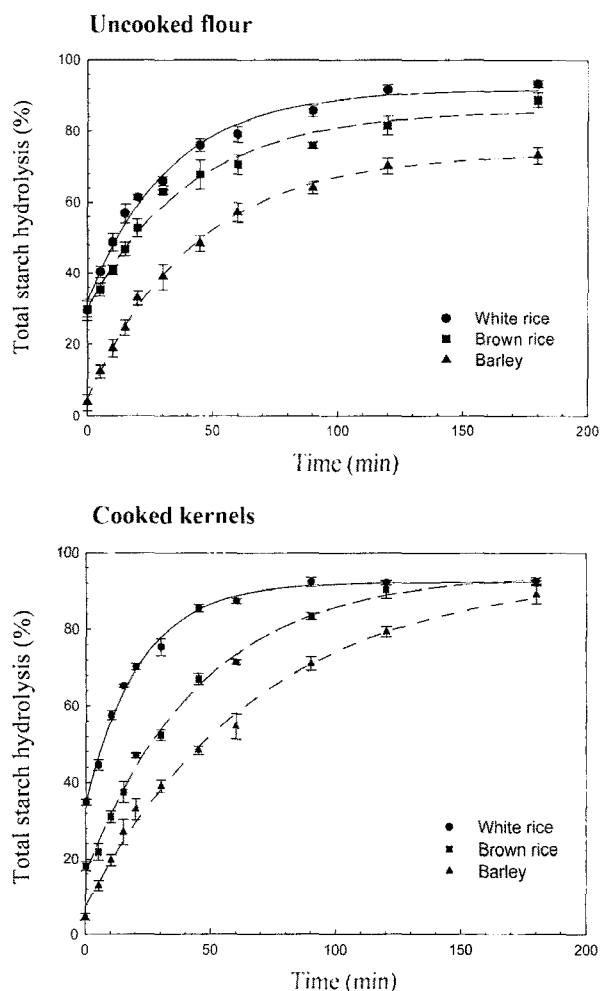 Uncooked flour
Total starch hydrolysis (%)
100
80
60
40
20
0
White rice
Brown rice
Barley
0
50
100
150
200
Time (min)
Cooked kernels
Total starch hydrolysis (%)
100
80
60
40
20
0
White rice
Brown rice
Barley
0
50
100
150
200
Time (min)